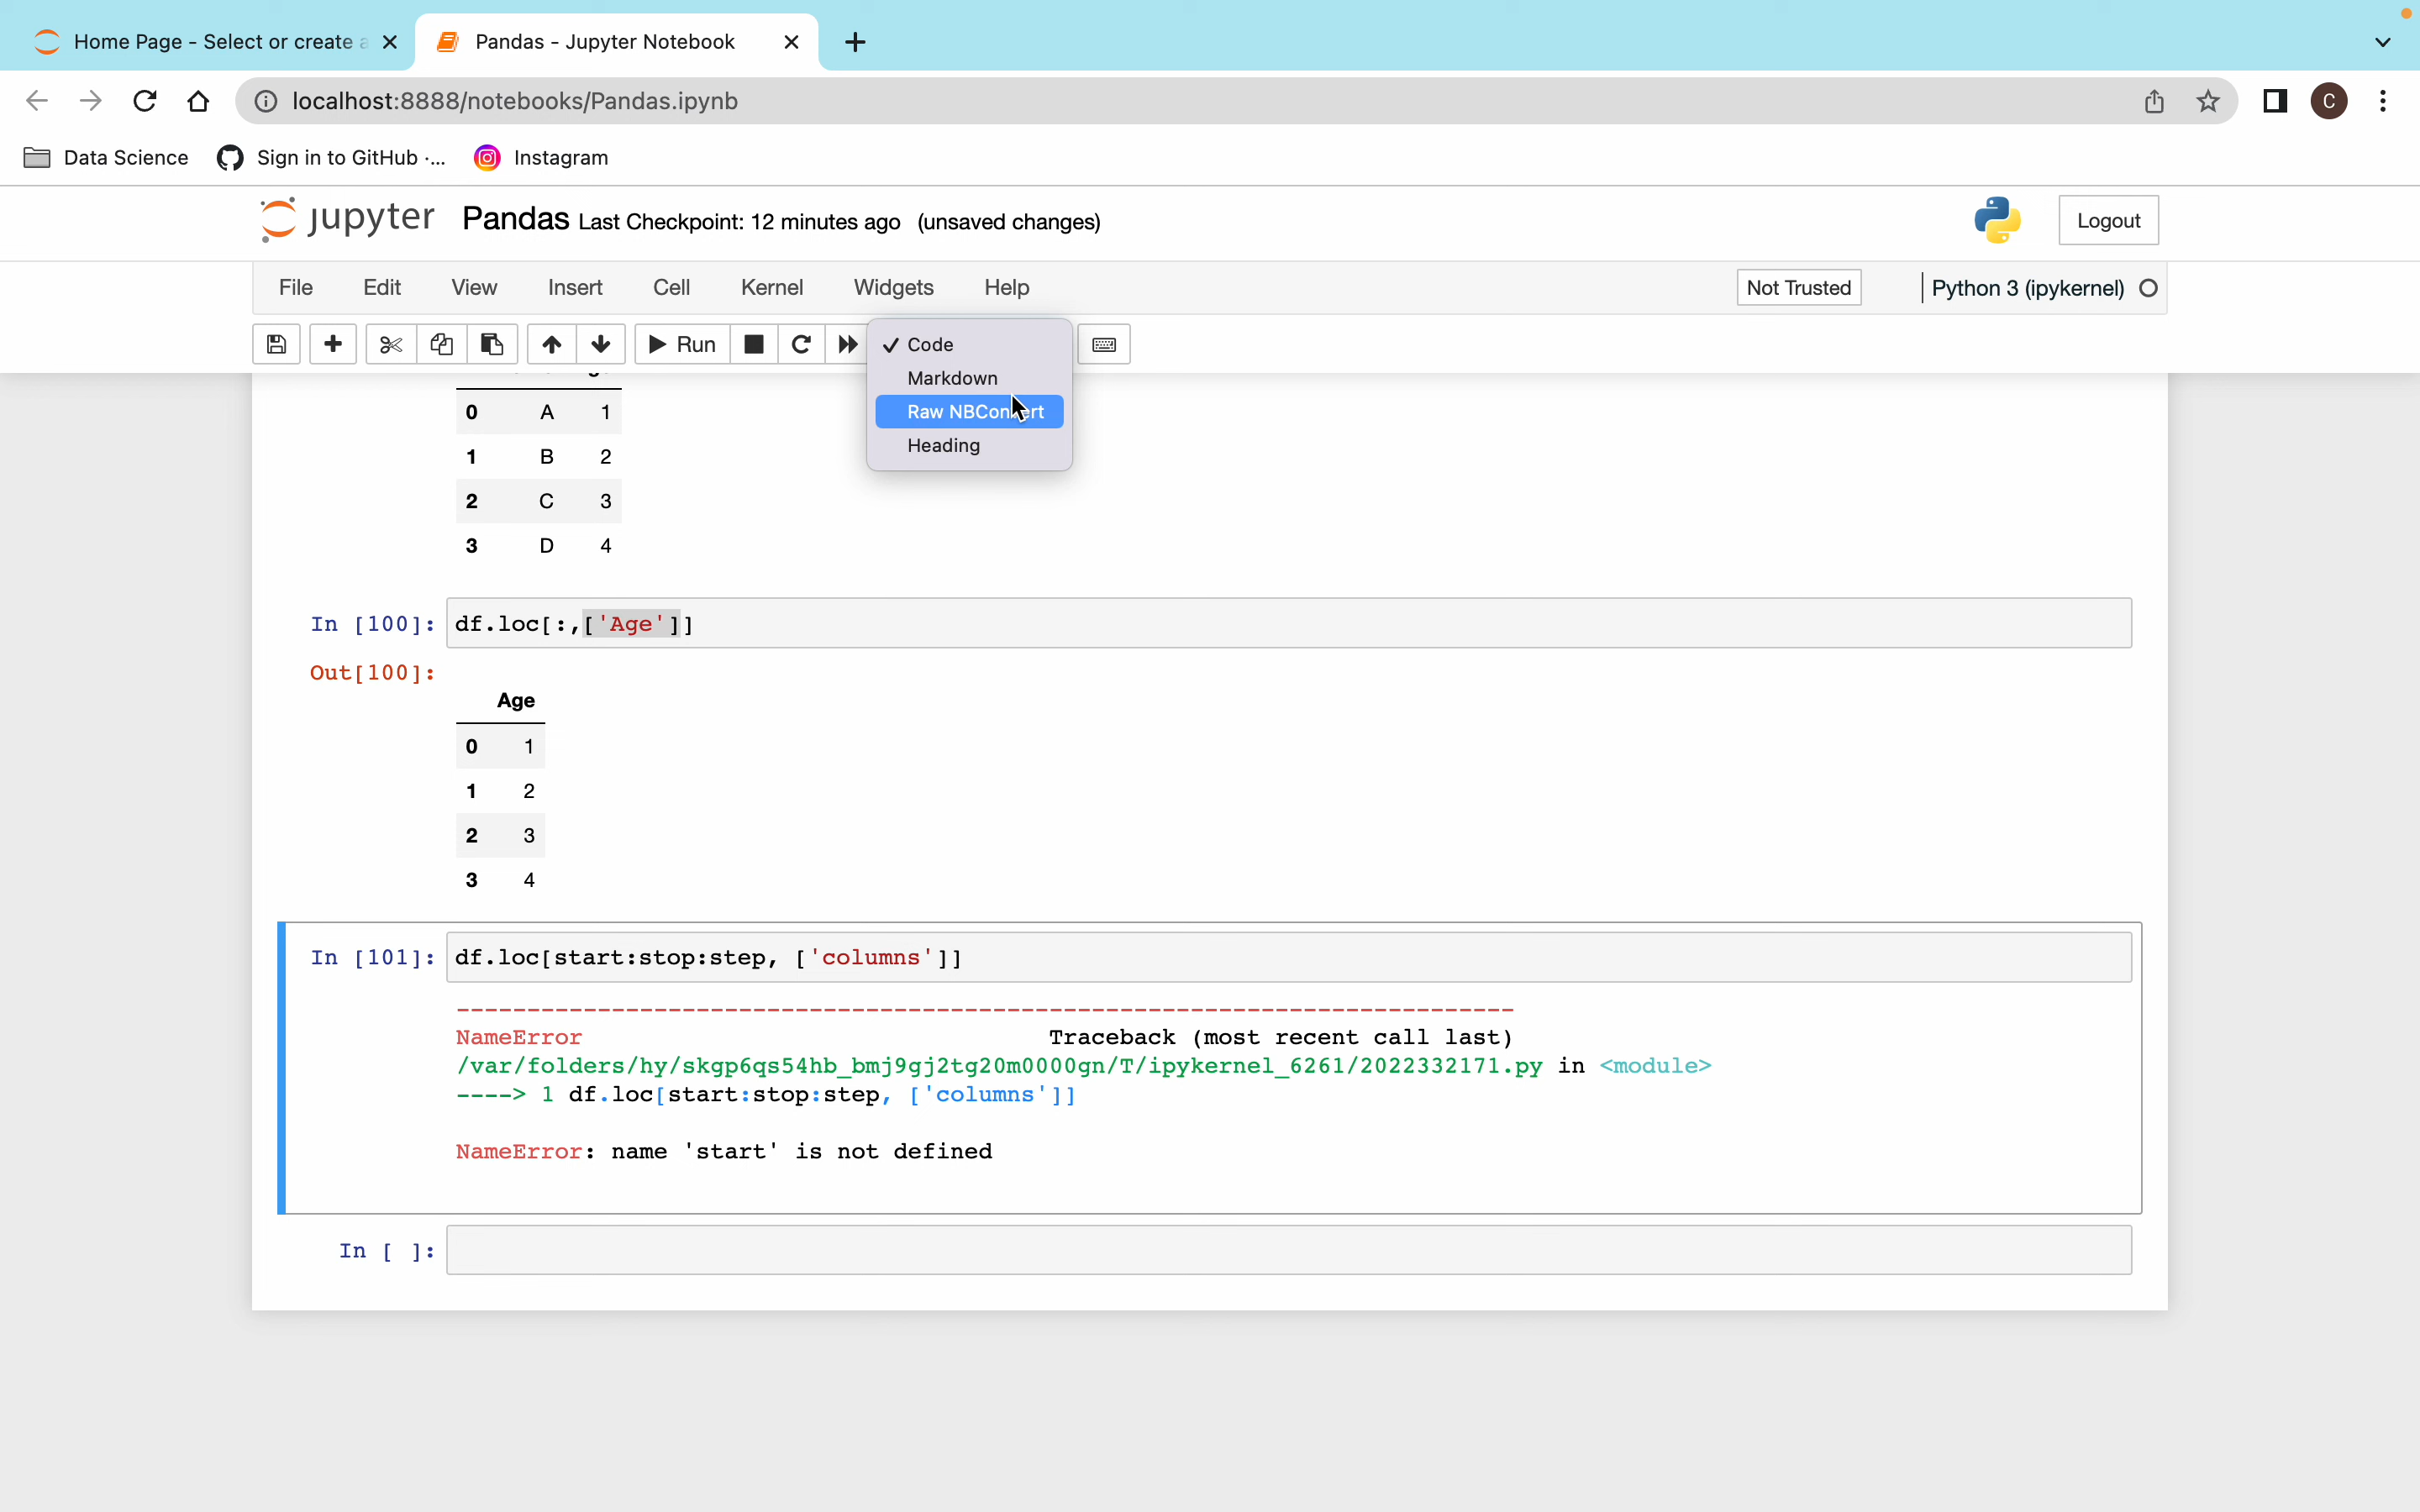 Home Page - Select or create a
Pandas - Jupyter Notebook
localhost:8888/notebooks/Pandas.ipynb
C
Data Science
Sign in to GitHub ·...
Instagram
jupyter
Pandas Last Checkpoint: 12 minutes ago (unsaved changes)
Logout
File Edit View Insert Cell Kernel Widgets Help
Not Trusted
Python 3 (ipykernel)
Run
Code
Markdown
Raw NBConvert
Heading
0 A 1
1 B 2
2 C 3
3 D 4
In [100]: df.loc[:,['Age']]
Out[100]:
Age
0 1
1 2
2 3
3 4
In [101]: df.loc[start:stop:step, ['columns']]
---------------------------------------------------------------------------
NameError Traceback (most recent call last)
/var/folders/hy/skgp6qs54hb_bmj9gj2tg20m0000gn/T/ipykernel_6261/2022332171.py in <module>
----> 1 df.loc[start:stop:step, ['columns']]
NameError: name 'start' is not defined
In [ ]: